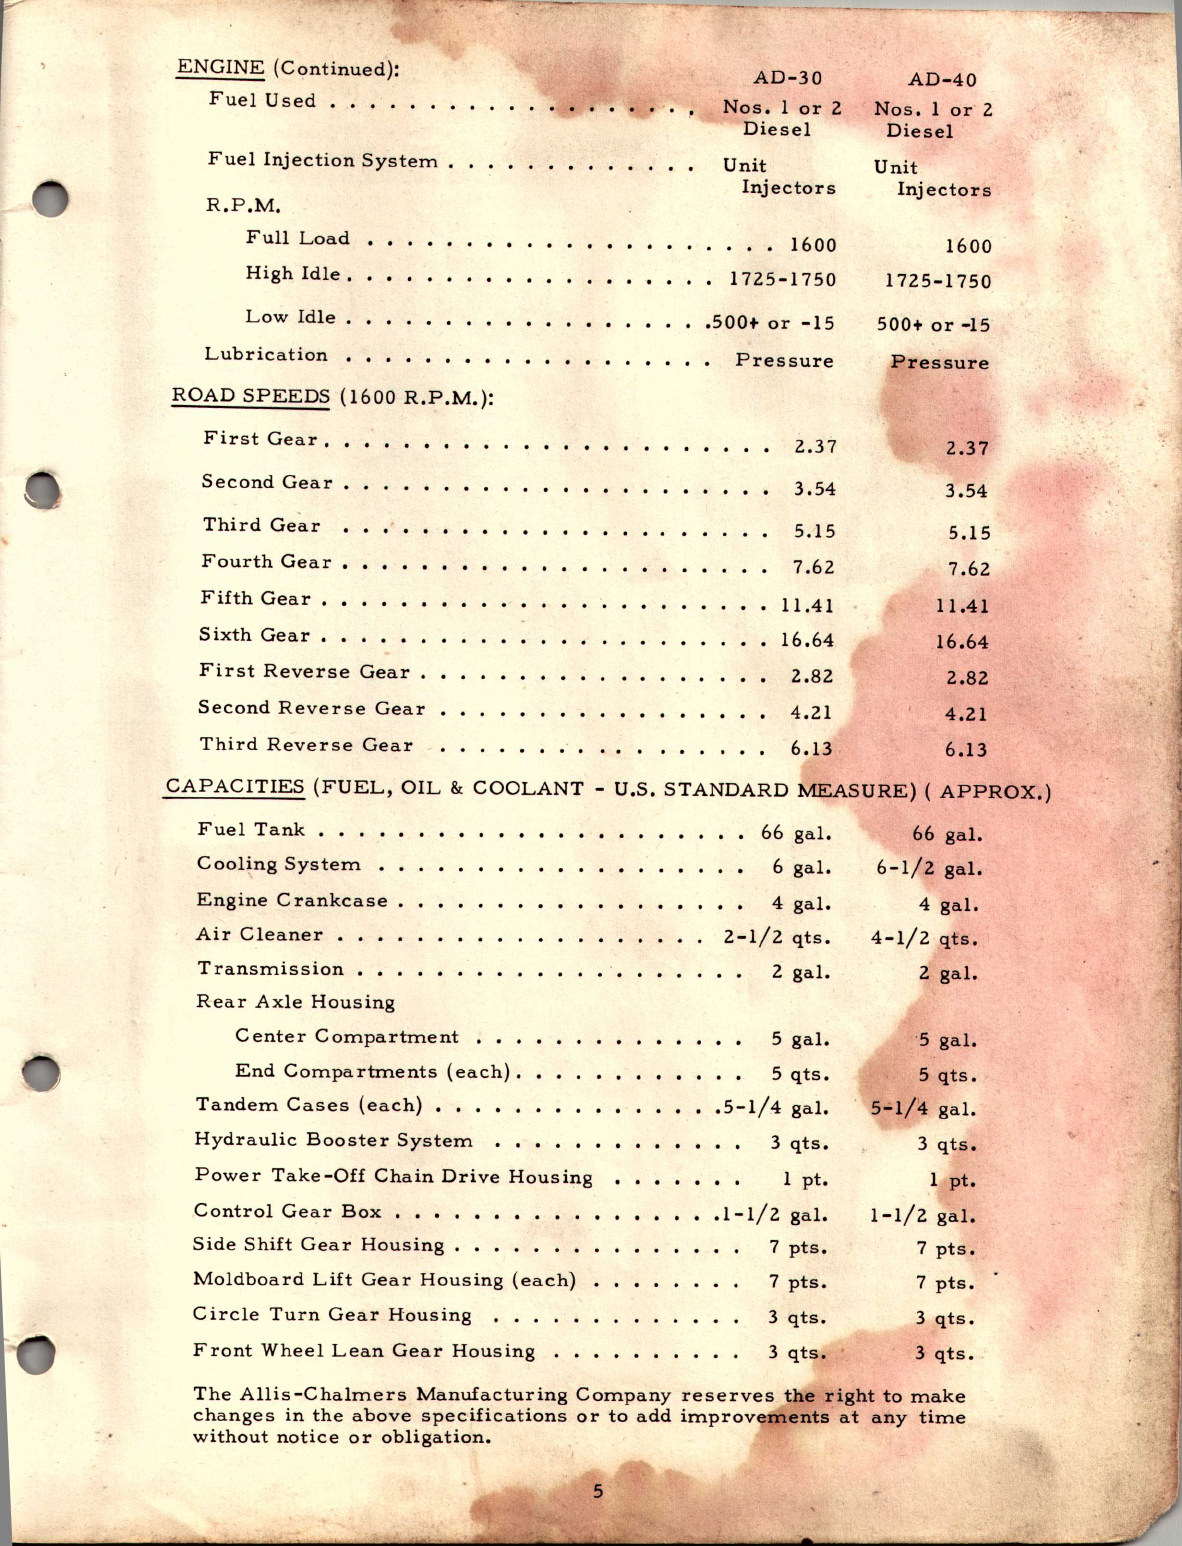 ENGINE (Continued): AD-30 AD-40
Fuel Used . . . . . . . . . . . . . . . . . . . Nos. 1 or 2 Nos. 1 or 2
Diesel Diesel
Fuel Injection System . . . . . . . . . . . . . Unit Unit
Injectors Injectors
R.P.M.
Full Load . . . . . . . . . . . . . . . . . . . . . 1600 1600
High Idle . . . . . . . . . . . . . . . . . . . 1725-1750 1725-1750
Low Idle . . . . . . . . . . . . . . . . . . .500+ or -15 500+ or -15
Lubrication . . . . . . . . . . . . . . . . . . . Pressure Pressure
ROAD SPEEDS (1600 R.P.M.):
First Gear . . . . . . . . . . . . . . . . . . . . . . . 2.37 2.37
Second Gear . . . . . . . . . . . . . . . . . . . . . . 3.54 3.54
Third Gear . . . . . . . . . . . . . . . . . . . . . . 5.15 5.15
Fourth Gear . . . . . . . . . . . . . . . . . . . . . . 7.62 7.62
Fifth Gear . . . . . . . . . . . . . . . . . . . . . . . 11.41 11.41
Sixth Gear . . . . . . . . . . . . . . . . . . . . . . . 16.64 16.64
First Reverse Gear . . . . . . . . . . . . . . . . . . 2.82 2.82
Second Reverse Gear . . . . . . . . . . . . . . . . . 4.21 4.21
Third Reverse Gear . . . . . . . . . . . . . . . . . 6.13 6.13
CAPACITIES (FUEL, OIL & COOLANT - U.S. STANDARD MEASURE) ( APPROX.)
Fuel Tank . . . . . . . . . . . . . . . . . . . . . . 66 gal. 66 gal.
Cooling System . . . . . . . . . . . . . . . . . . . 6 gal. 6-1/2 gal.
Engine Crankcase . . . . . . . . . . . . . . . . . . 4 gal. 4 gal.
Air Cleaner . . . . . . . . . . . . . . . . . . . 2-1/2 qts. 4-1/2 qts.
Transmission . . . . . . . . . . . . . . . . . . . . 2 gal. 2 gal.
Rear Axle Housing
Center Compartment . . . . . . . . . . . . . . 5 gal. 5 gal.
End Compartments (each) . . . . . . . . . . . . 5 qts. 5 qts.
Tandem Cases (each) . . . . . . . . . . . . . . .5-1/4 gal. 5-1/4 gal.
Hydraulic Booster System . . . . . . . . . . . . . 3 qts. 3 qts.
Power Take-Off Chain Drive Housing . . . . . . . 1 pt. 1 pt.
Control Gear Box . . . . . . . . . . . . . . . . .1-1/2 gal. 1-1/2 gal.
Side Shift Gear Housing . . . . . . . . . . . . . . . 7 pts. 7 pts.
Moldboard Lift Gear Housing (each) . . . . . . . . 7 pts. 7 pts.
Circle Turn Gear Housing . . . . . . . . . . . . . 3 qts. 3 qts.
Front Wheel Lean Gear Housing . . . . . . . . . . 3 qts. 3 qts.
The Allis-Chalmers Manufacturing Company reserves the right to make
changes in the above specifications or to add improvements at any time
without notice or obligation.
5